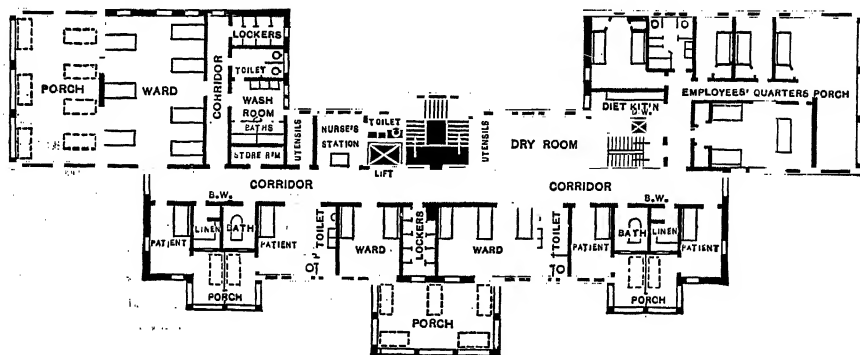 LOCKERS
TOILET
PORCH
WARD
CORRIDOR
WASH
ROOM
BATHS
STORE R'M
UTENSILS
NURSE'S
STATION
TOILET
LIFT
UTENSILS
DRY ROOM
DIET KIT'N
D.W.
EMPLOYEES' QUARTERS
PORCH
CORRIDOR
CORRIDOR
B.W.
B.W.
PATIENT
LINEN
BATH
PATIENT
TOILET
WARD
LOCKERS
WARD
TOILET
PATIENT
BATH
LINEN
PATIENT
PORCH
PORCH
PORCH